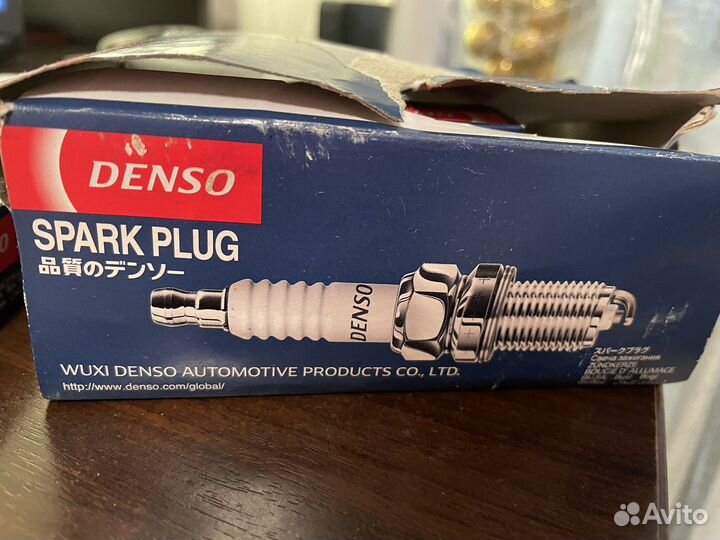 DENSO
SPARK PLUG
品質のデンソー
DENSO
WUXI DENSO AUTOMOTIVE PRODUCTS CO., LTD.
http://www.denso.com/global/
スパークプラグ
Свеча зажигания
ZÜNDKERZE
BOUGIE D' ALLUMAGE
Avito